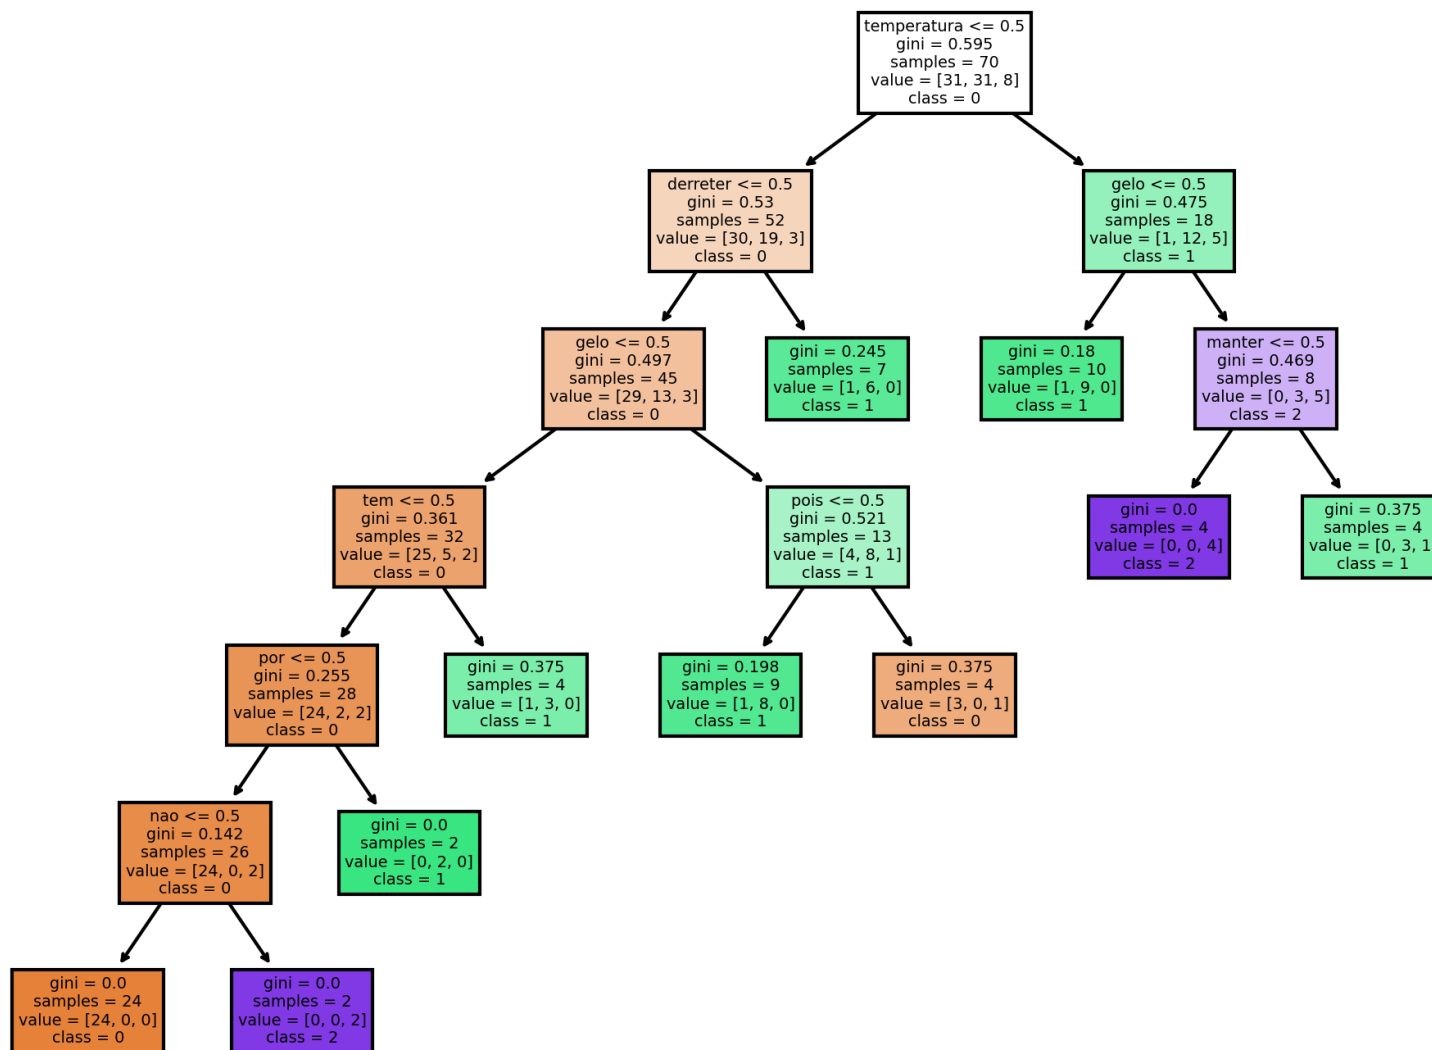 temperatura <= 0.5
gini = 0.595
samples = 70
value = [31, 31, 8]
class = 0
derreter <= 0.5
gini = 0.53
samples = 52
value = [30, 19, 3]
class = 0
gelo <= 0.5
gini = 0.475
samples = 18
value = [1, 12, 5]
class = 1
gelo <= 0.5
gini = 0.497
samples = 45
value = [29, 13, 3]
class = 0
gini = 0.245
samples = 7
value = [1, 6, 0]
class = 1
gini = 0.18
samples = 10
value = [1, 9, 0]
class = 1
manter <= 0.5
gini = 0.469
samples = 8
value = [0, 3, 5]
class = 2
tem <= 0.5
gini = 0.361
samples = 32
value = [25, 5, 2]
class = 0
pois <= 0.5
gini = 0.521
samples = 13
value = [4, 8, 1]
class = 1
gini = 0.0
samples = 4
value = [0, 0, 4]
class = 2
gini = 0.375
samples = 4
value = [0, 3, 1
class = 1
por <= 0.5
gini = 0.255
samples = 28
value = [24, 2, 2]
class = 0
gini = 0.375
samples = 4
value = [1, 3, 0]
class = 1
gini = 0.198
samples = 9
value = [1, 8, 0]
class = 1
gini = 0.375
samples = 4
value = [3, 0, 1]
class = 0
nao <= 0.5
gini = 0.142
samples = 26
value = [24, 0, 2]
class = 0
gini = 0.0
samples = 2
value = [0, 2, 0]
class = 1
gini = 0.0
samples = 24
value = [24, 0, 0]
class = 0
gini = 0.0
samples = 2
value = [0, 0, 2]
class = 2